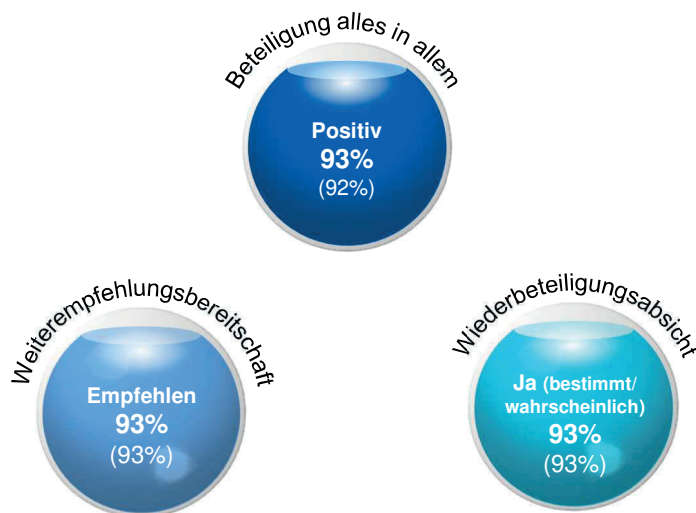 Beteiligung alles in allem
Positiv
93%
(92%)
Weiterempfehlungsbereitschaft
Empfehlen
93%
(93%)
Wiederbeteiligungsabsicht
Ja (bestimmt/
wahrscheinlich)
93%
(93%)